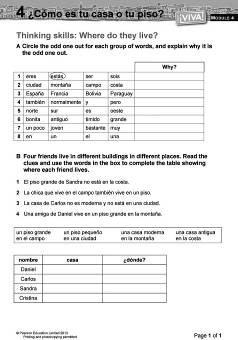 4 ¿Cómo es tu casa o tu piso? ¡VIVA! MODULE 4
Thinking skills: Where do they live?
A Circle the odd one out for each group of words, and explain why it is the odd one out.
Why?
1 eres estás ser sois
2 ciudad montaña campo costa
3 España Francia Bolivia Paraguay
4 también normalmente y pero
5 norte sur es oeste
6 bonita antiguo tímido grande
7 un poco joven bastante muy
8 en un el una
B Four friends live in different buildings in different places. Read the clues and use the words in the box to complete the table showing where each friend lives.
1 El piso grande de Sandra no está en la costa.
2 La chica que vive en el campo también vive en un piso.
3 La casa de Carlos no es moderna y no está en una ciudad.
4 Una amiga de Daniel vive en un piso grande en la montaña.
un piso grande un piso pequeño una casa moderna una casa antigua
en el campo en una ciudad en la montaña en la costa
nombre casa ¿dónde?
Daniel
Carlos
Sandra
Cristina
© Pearson Education Limited 2013
Printing and photocopying permitted
Page 1 of 1